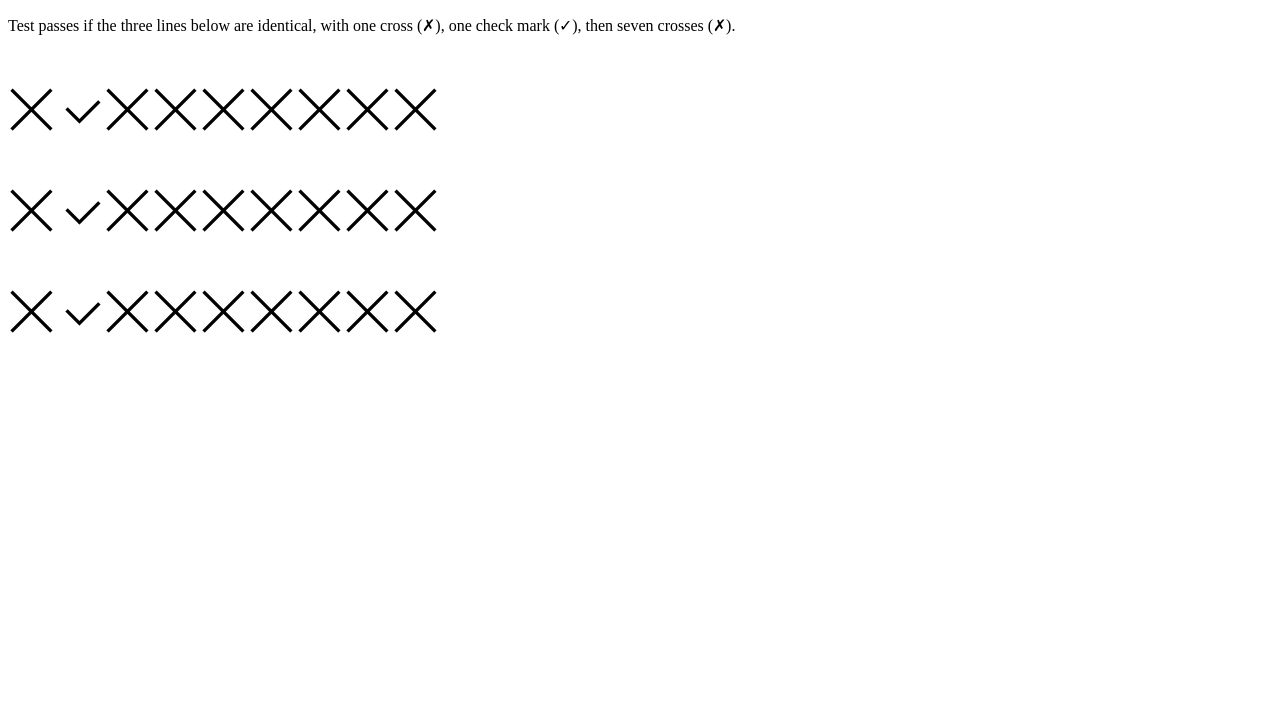 Test passes if the three lines below are identical, with one cross (✗), one check mark (✓), then seven crosses (✗).
✗✓✗✗✗✗✗✗✗
✗✓✗✗✗✗✗✗✗
✗✓✗✗✗✗✗✗✗